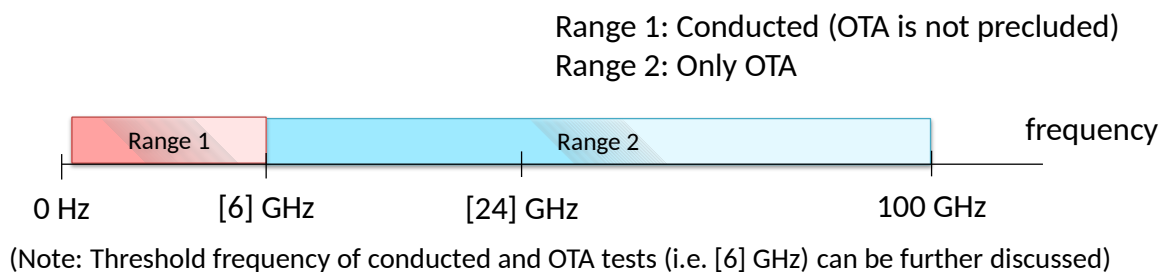 Range 1: Conducted (OTA is not precluded)
Range 2: Only OTA
frequency
Range 1
Range 2
0 Hz
[6] GHz
[24] GHz
100 GHz
(Note: Threshold frequency of conducted and OTA tests (i.e. [6] GHz) can be further discussed)